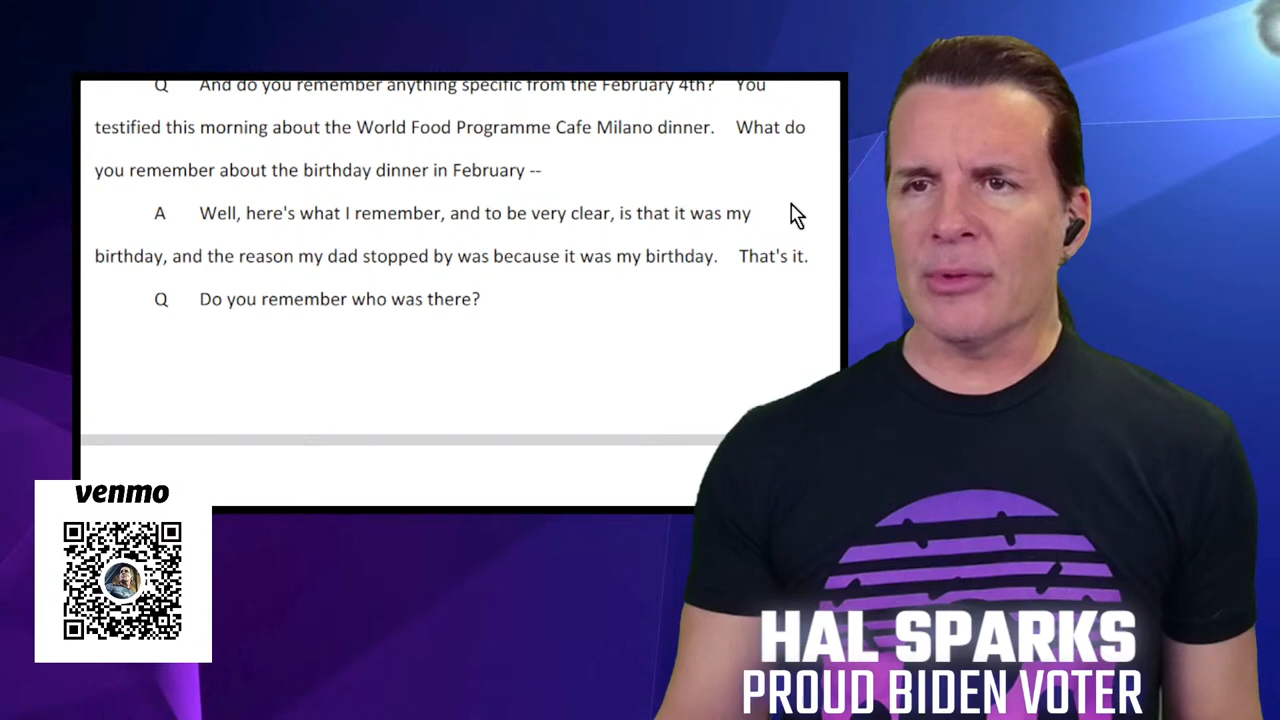 Q And do you remember anything specific from the February 4th? You
testified this morning about the World Food Programme Cafe Milano dinner. What do
you remember about the birthday dinner in February --
A Well, here's what I remember, and to be very clear, is that it was my
birthday, and the reason my dad stopped by was because it was my birthday. That's it.
Q Do you remember who was there?
venmo
HAL SPARKS
PROUD BIDEN VOTER